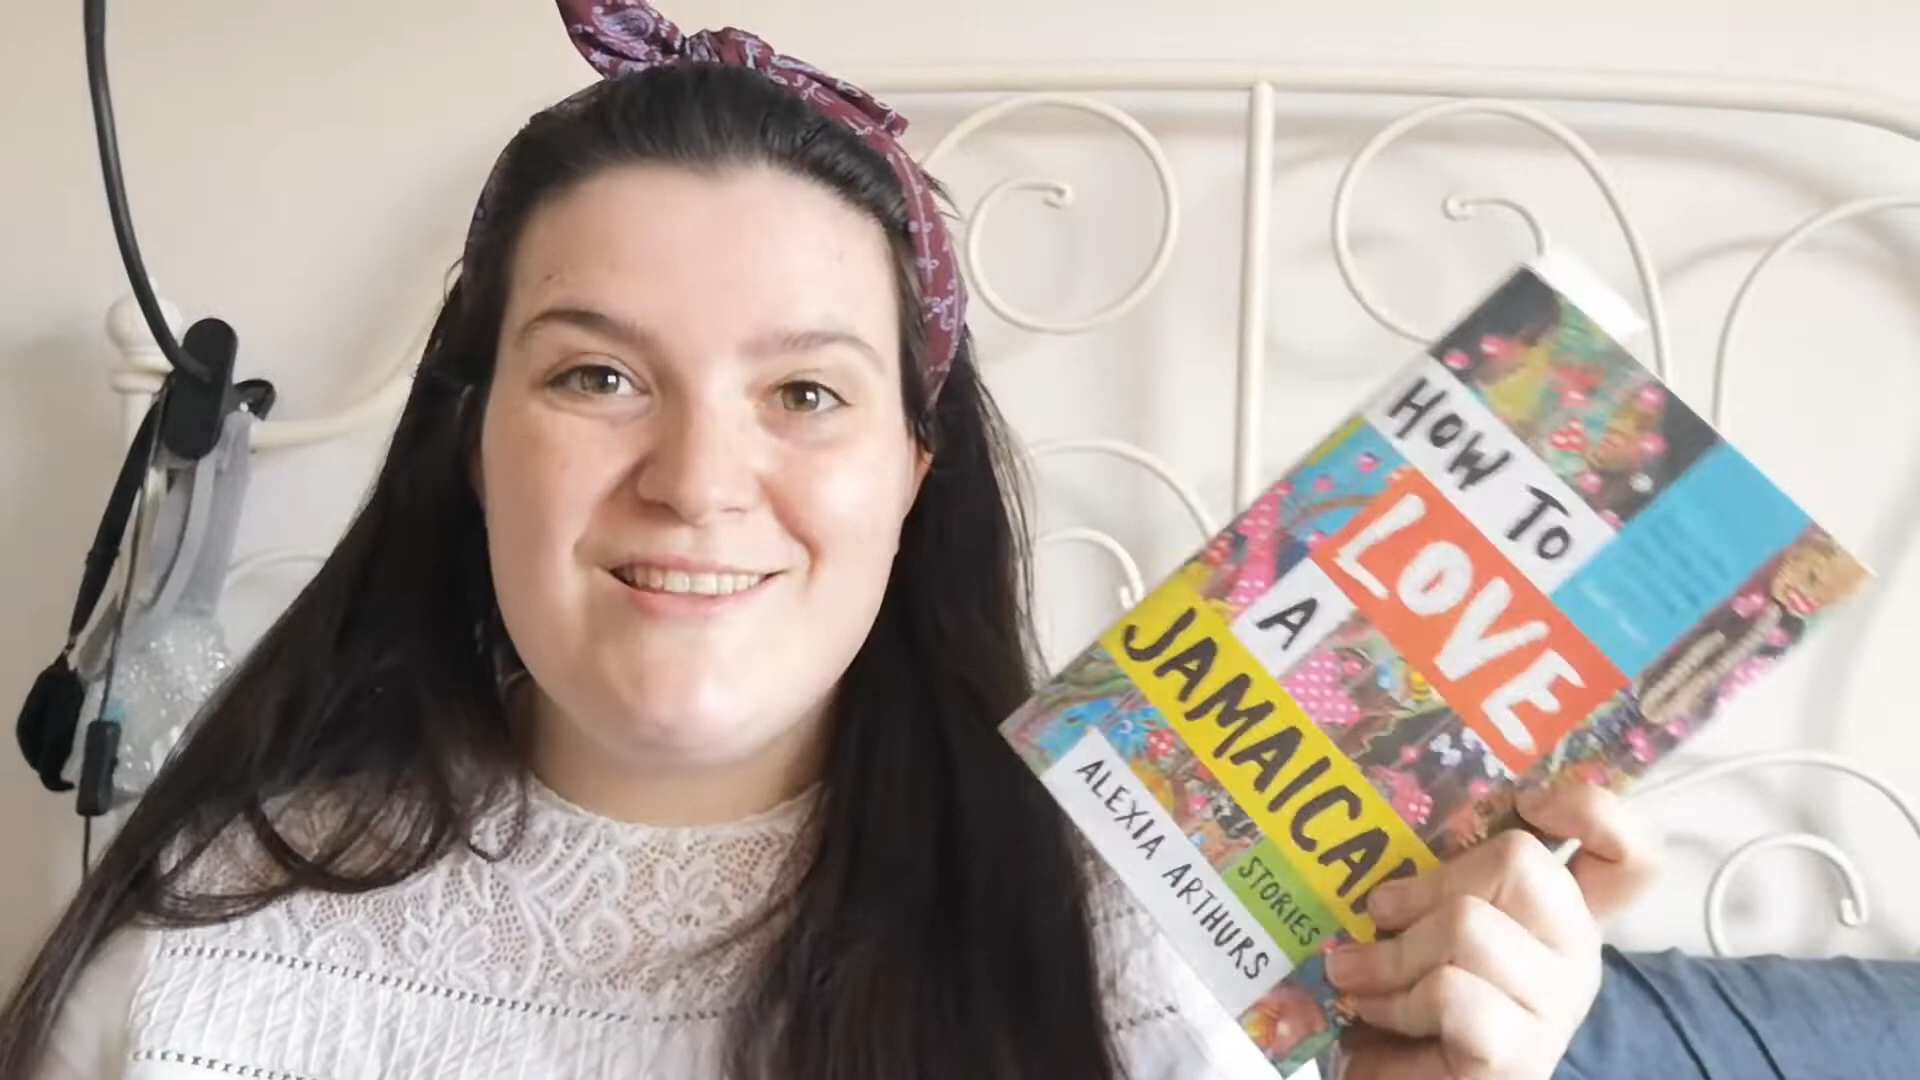 HOW TO
LOVE
A
JAMAICAN
STORIES
ALEXIA ARTHURS